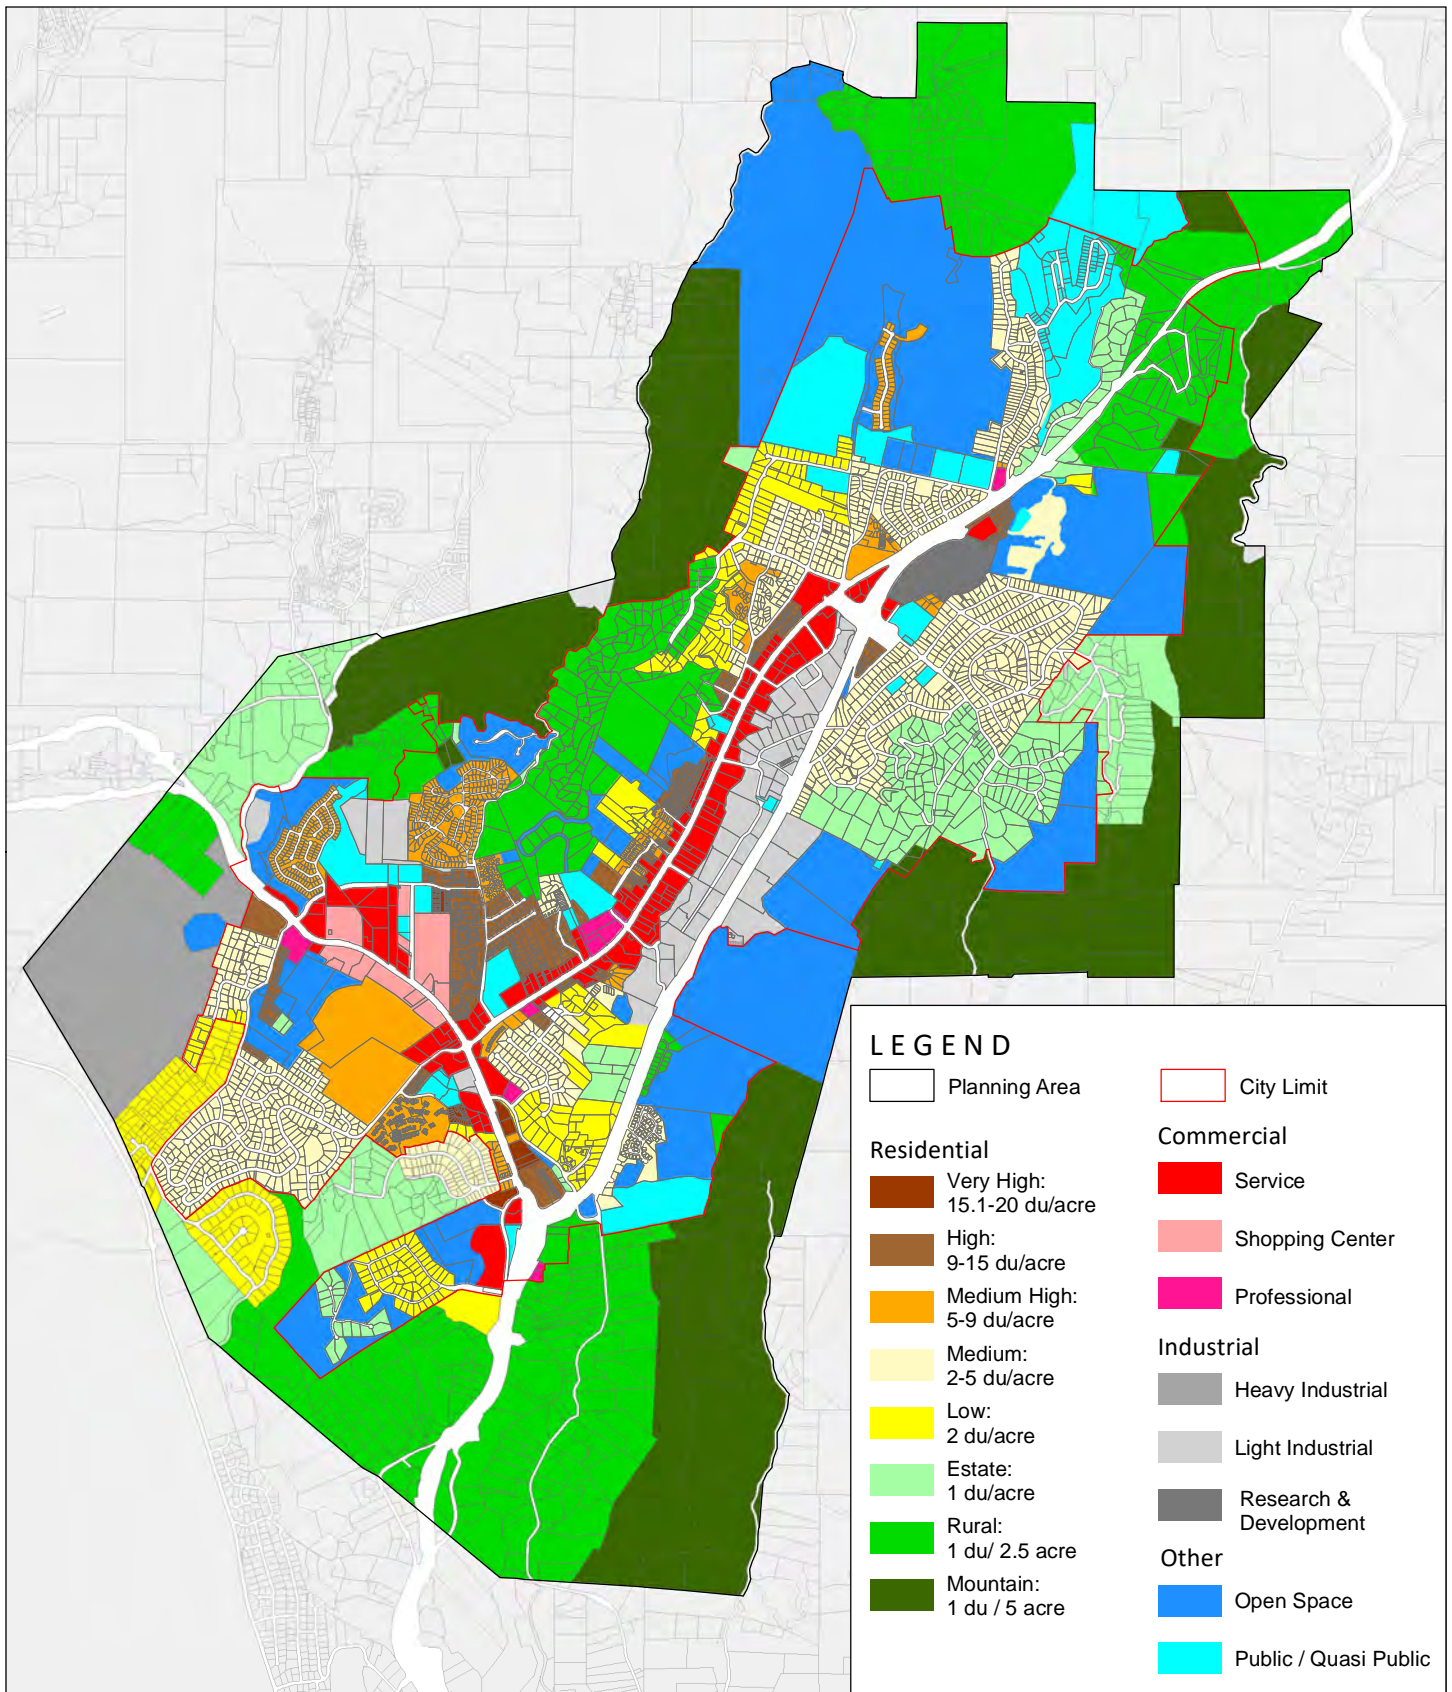 LEGEND
Planning Area
City Limit
Residential
Very High:
15.1-20 du/acre
High:
9-15 du/acre
Medium High:
5-9 du/acre
Medium:
2-5 du/acre
Low:
2 du/acre
Estate:
1 du/acre
Rural:
1 du/ 2.5 acre
Mountain:
1 du / 5 acre
Commercial
Service
Shopping Center
Professional
Industrial
Heavy Industrial
Light Industrial
Research &
Development
Other
Open Space
Public / Quasi Public